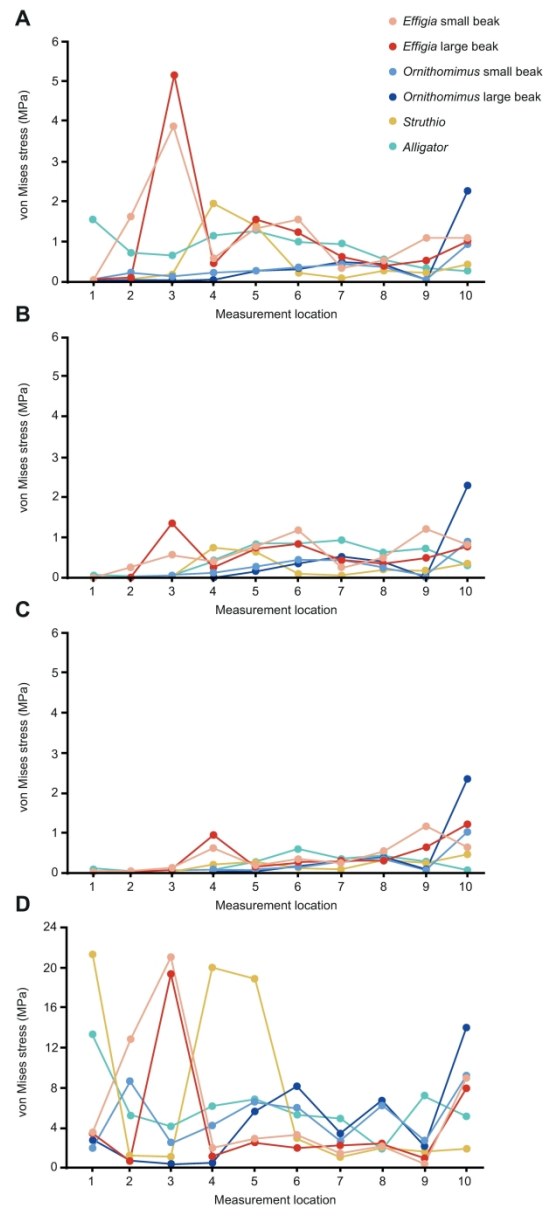 A
Effigia small beak
Effigia large beak
Ornithomimus small beak
Ornithomimus large beak
Struthio
Alligator
von Mises stress (MPa)
6
5
4
3
2
1
0
1 2 3 4 5 6 7 8 9 10
Measurement location
B
von Mises stress (MPa)
6
5
4
3
2
1
0
1 2 3 4 5 6 7 8 9 10
Measurement location
C
von Mises stress (MPa)
6
5
4
3
2
1
0
1 2 3 4 5 6 7 8 9 10
Measurement location
D
von Mises stress (MPa)
24
20
16
12
8
4
0
1 2 3 4 5 6 7 8 9 10
Measurement location